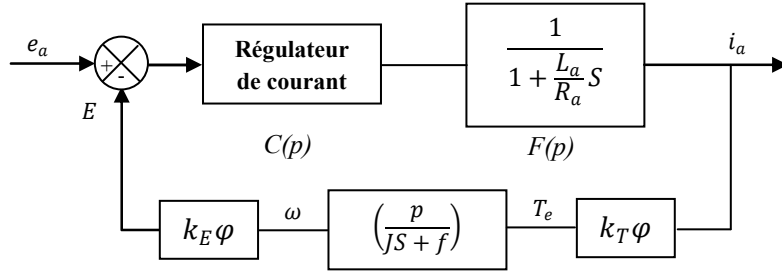 e_a
+
-
E
Régulateur
de courant
C(p)
1
1 + L_a/R_a S
F(p)
i_a
k_E φ
ω
(p/(JS + f))
T_e
k_T φ